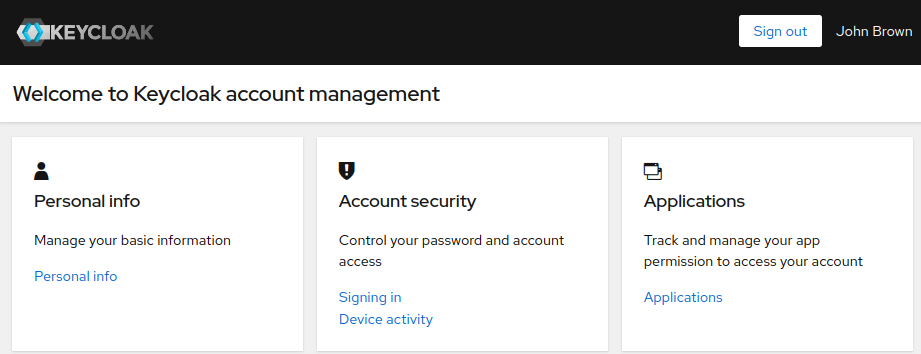 KEYCLOAK
Sign out
John Brown
Welcome to Keycloak account management
Personal info
Manage your basic information
Personal info
Account security
Control your password and account
access
Signing in
Device activity
Applications
Track and manage your app
permission to access your account
Applications